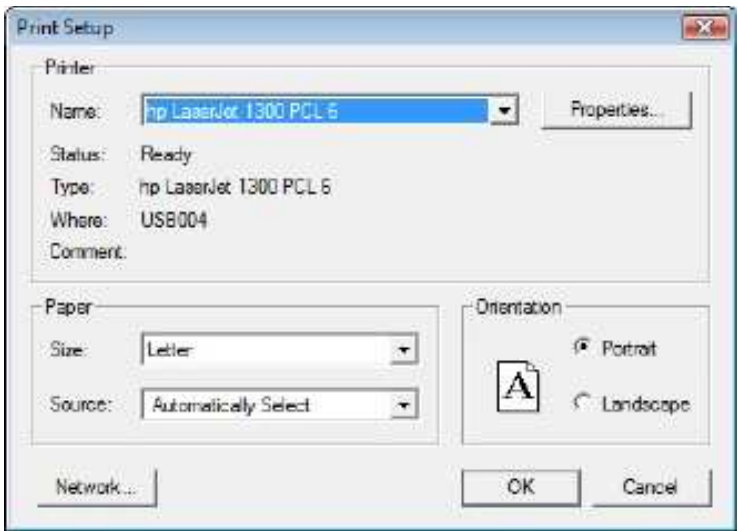 Print Setup
Printer
Name: hp LaserJet 1300 PCL 6 Properties...
Status: Ready
Type: hp LaserJet 1300 PCL 6
Where: USB004
Comment:
Paper
Size: Letter
Source: Automatically Select
Orientation
A
Portrait
Landscape
Network... OK Cancel